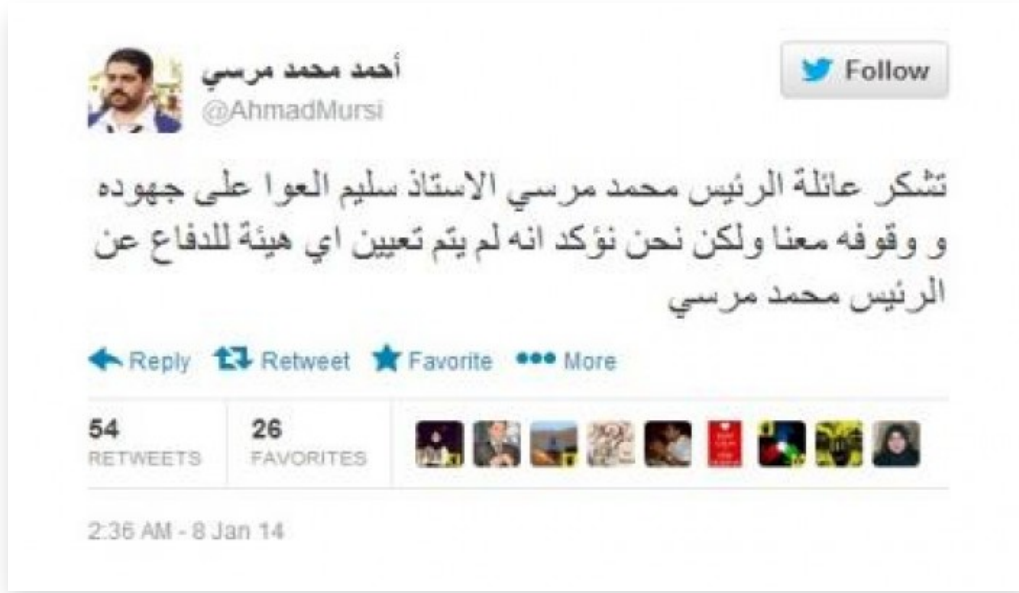 أحمد محمد مرسي
@AhmadMursi
Follow
تشكر عائلة الرئيس محمد مرسي الاستاذ سليم العوا على جهوده
و وقوفه معنا ولكن نحن نؤكد انه لم يتم تعيين اي هيئة للدفاع عن
الرئيس محمد مرسي
Reply Retweet Favorite More
54 26
RETWEETS FAVORITES
2:36 AM - 8 Jan 14